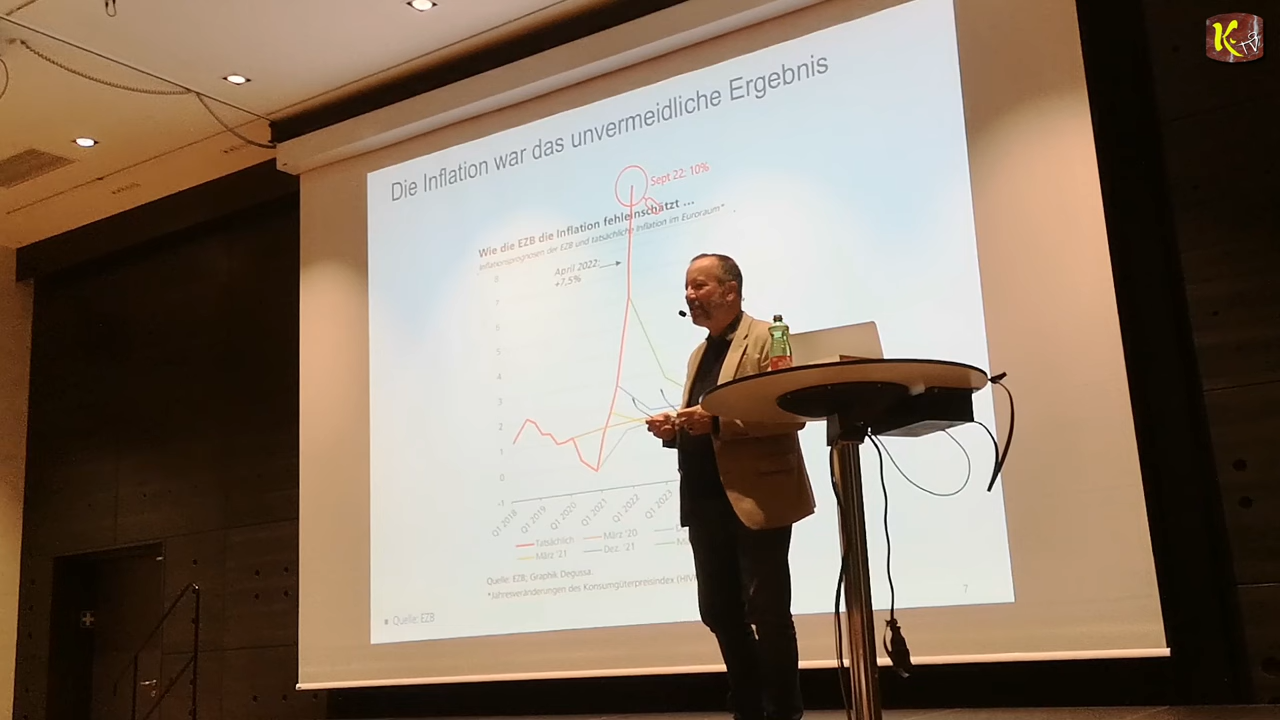 Die Inflation war das unvermeidliche Ergebnis
Sept 22: 10%
Wie die EZB die Inflation fehleinschätzt ...
Inflationsprognosen der EZB und tatsächliche Inflation im Euroraum*
April 2022:
+7,5%
8
7
6
5
4
3
2
1
0
-1
Q1 2018
Q1 2019
Q1 2020
Q1 2021
Q1 2022
Q1 2023
Tatsächlich
März '20
März '21
Dez. '21
Quelle: EZB; Graphik Degussa.
*Jahresveränderungen des Konsumgüterpreisindex
Quelle: EZB
7
K